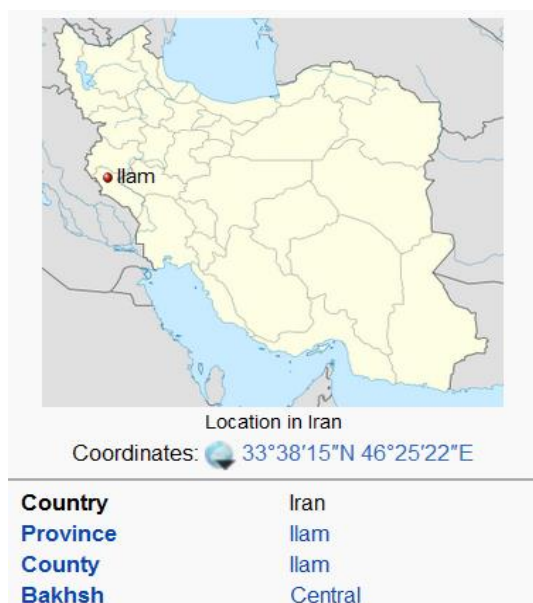 Ilam
Location in Iran
Coordinates: 33°38′15″N 46°25′22″E
Country Iran
Province Ilam
County Ilam
Bakhsh Central